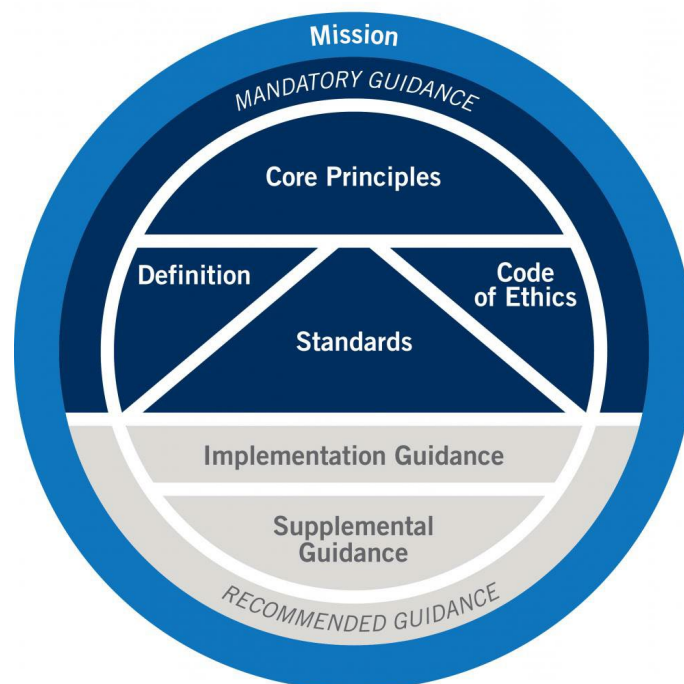 Mission
MANDATORY GUIDANCE
Core Principles
Definition
Code
of Ethics
Standards
Implementation Guidance
Supplemental
Guidance
RECOMMENDED GUIDANCE